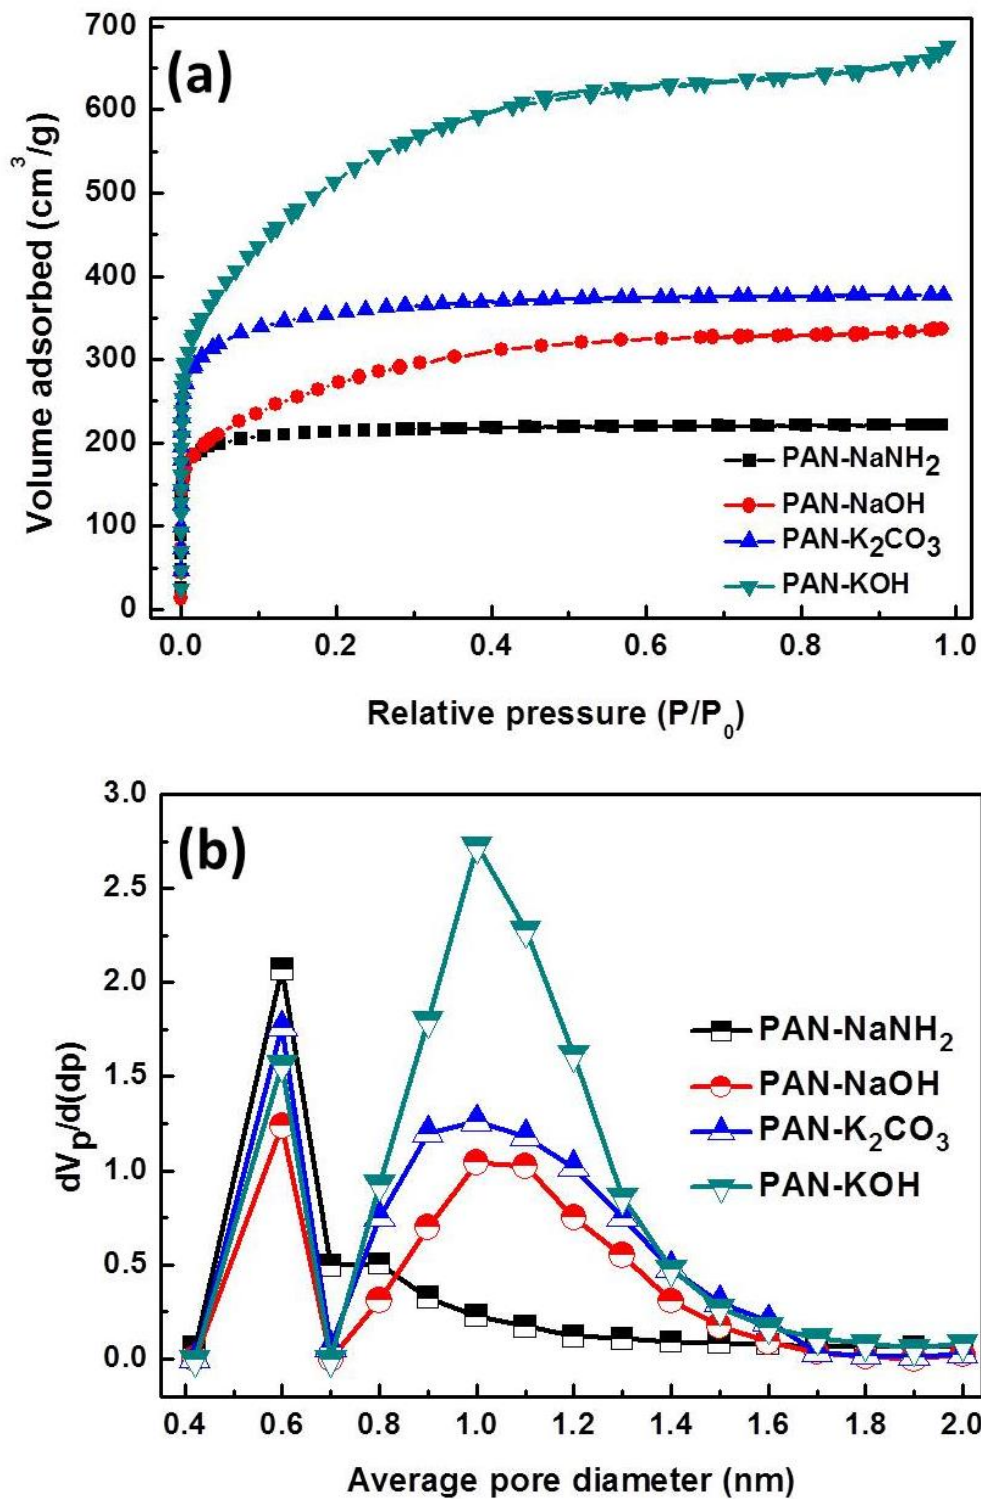 (a)
Volume adsorbed (cm³/g)
700
600
500
400
300
200
100
0
0.0 0.2 0.4 0.6 0.8 1.0
PAN-NaNH₂
PAN-NaOH
PAN-K₂CO₃
PAN-KOH
Relative pressure (P/P₀)
(b)
dVₚ/d(dp)
3.0
2.5
2.0
1.5
1.0
0.5
0.0
0.4 0.6 0.8 1.0 1.2 1.4 1.6 1.8 2.0
PAN-NaNH₂
PAN-NaOH
PAN-K₂CO₃
PAN-KOH
Average pore diameter (nm)